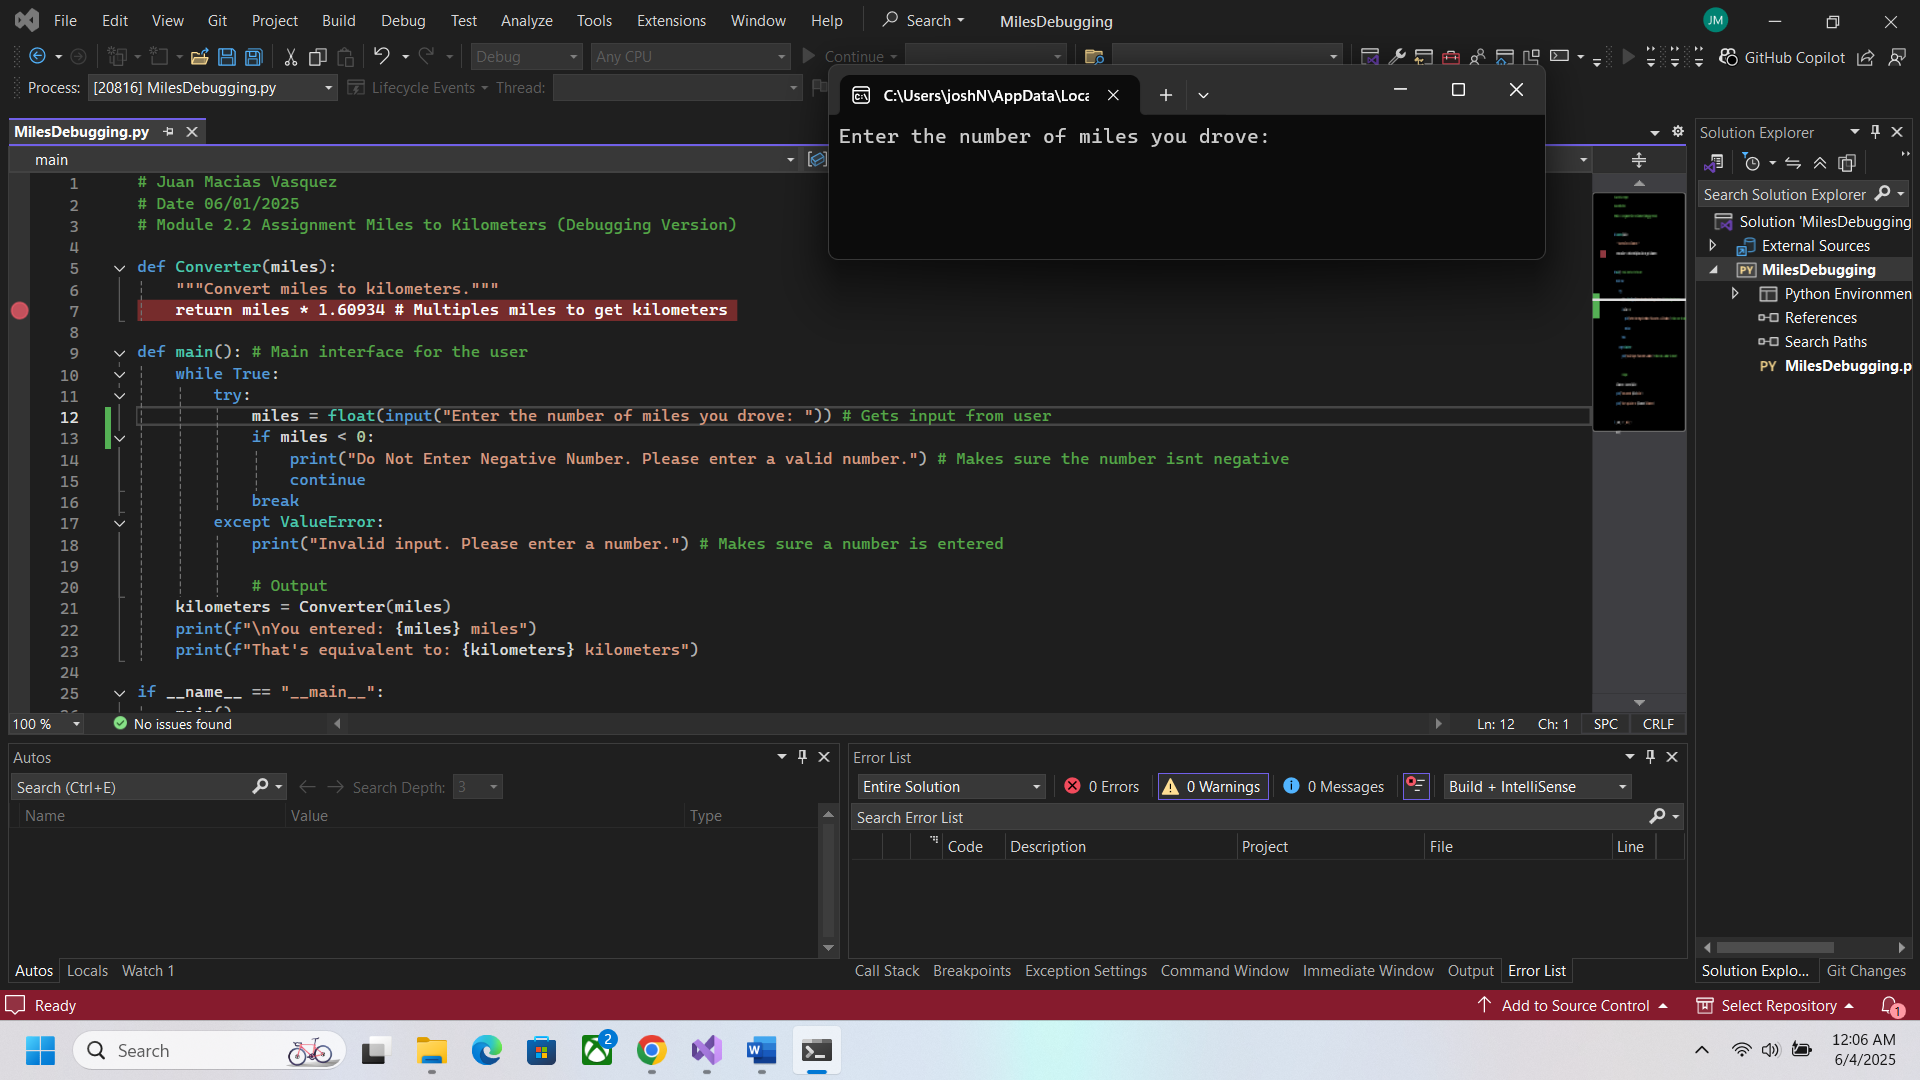 File Edit View Git Project Build Debug Test Analyze Tools Extensions Window Help Search MilesDebugging JM
Debug Any CPU Continue GitHub Copilot
Process: [20816] MilesDebugging.py Lifecycle Events Thread:
C:\Users\joshN\AppData\Loca
Enter the number of miles you drove:
MilesDebugging.py
main
1 # Juan Macias Vasquez
2 # Date 06/01/2025
3 # Module 2.2 Assignment Miles to Kilometers (Debugging Version)
4
5 def Converter(miles):
6 """Convert miles to kilometers."""
7 return miles * 1.60934 # Multiples miles to get kilometers
8
9 def main(): # Main interface for the user
10 while True:
11 try:
12 miles = float(input("Enter the number of miles you drove: ")) # Gets input from user
13 if miles < 0:
14 print("Do Not Enter Negative Number. Please enter a valid number.") # Makes sure the number isnt negative
15 continue
16 break
17 except ValueError:
18 print("Invalid input. Please enter a number.") # Makes sure a number is entered
19
20 # Output
21 kilometers = Converter(miles)
22 print(f"\nYou entered: {miles} miles")
23 print(f"That's equivalent to: {kilometers} kilometers")
24
25 if __name__ == "__main__":
100 % No issues found Ln: 12 Ch: 1 SPC CRLF
Solution Explorer
Search Solution Explorer
Solution 'MilesDebugging
External Sources
PY MilesDebugging
Python Environmen
References
Search Paths
PY MilesDebugging.p
Solution Explo... Git Changes
Autos
Search (Ctrl+E) Search Depth: 3
Name Value Type
Autos Locals Watch 1
Error List
Entire Solution 0 Errors 0 Warnings 0 Messages Build + IntelliSense
Search Error List
Code Description Project File Line
Call Stack Breakpoints Exception Settings Command Window Immediate Window Output Error List
Ready Add to Source Control Select Repository 1
Search 2 12:06 AM
6/4/2025